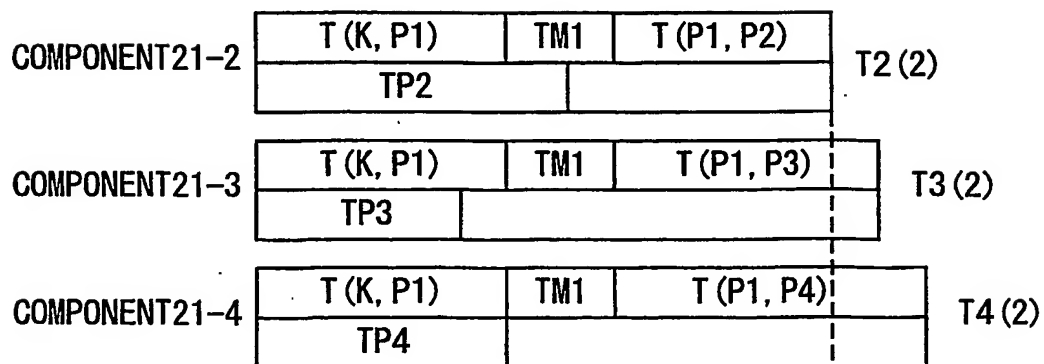 COMPONENT21-2 T(K, P1) TM1 T(P1, P2) T2(2)
TP2
COMPONENT21-3 T(K, P1) TM1 T(P1, P3) T3(2)
TP3
COMPONENT21-4 T(K, P1) TM1 T(P1, P4) T4(2)
TP4